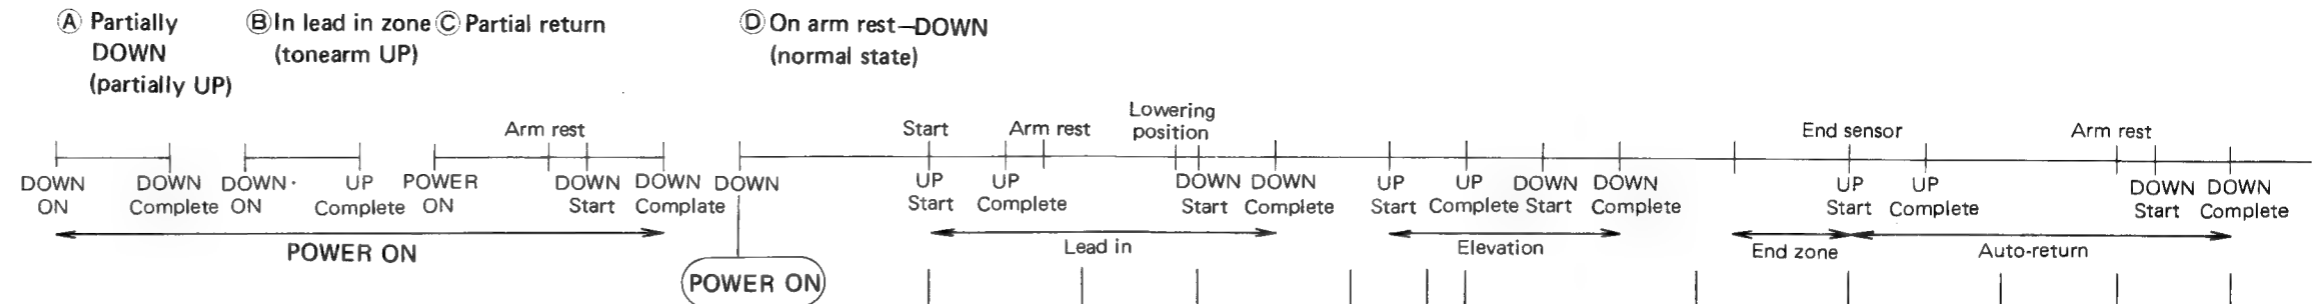 Ⓐ Partially
DOWN
(partially UP)
Ⓑ In lead in zone
(tonearm UP)
Ⓒ Partial return
Ⓓ On arm rest—DOWN
(normal state)
Arm rest
Start
Arm rest
Lowering
position
End sensor
Arm rest
DOWN
ON
DOWN
Complete
DOWN·
ON
UP
Complete
POWER
ON
DOWN
Start
DOWN
Complate
DOWN
UP
Start
UP
Complete
DOWN
Start
DOWN
Complete
UP
Start
UP
Complete
DOWN
Start
DOWN
Complete
UP
Start
UP
Complete
DOWN
Start
DOWN
Complete
POWER ON
Lead in
Elevation
End zone
Auto-return
POWER ON